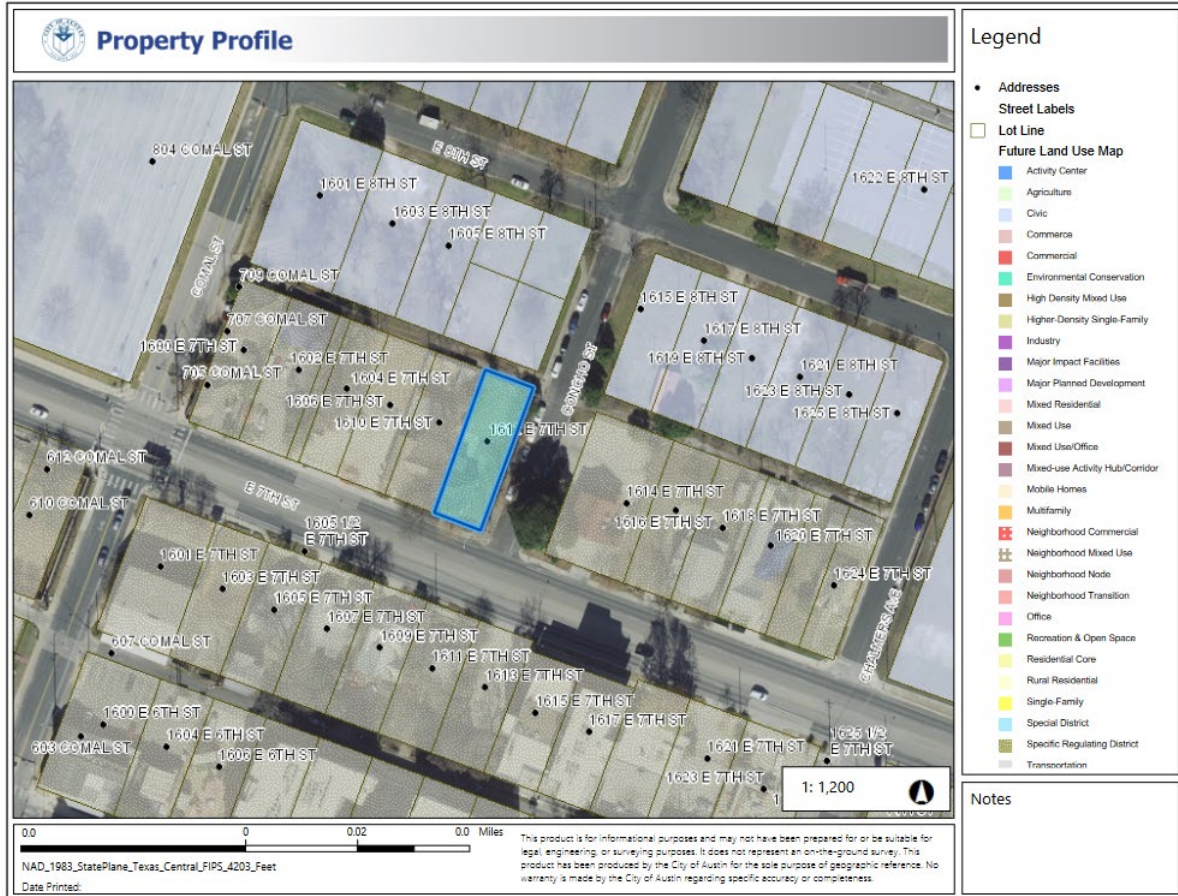 CITY OF AUSTIN
Property Profile
804 COMAL ST
E 8TH ST
1622 E 8TH ST
1601 E 8TH ST
1603 E 8TH ST
1605 E 8TH ST
COMAL ST
709 COMAL ST
1615 E 8TH ST
707 COMAL ST
1617 E 8TH ST
1600 E 7TH ST
1619 E 8TH ST
1602 E 7TH ST
1621 E 8TH ST
705 COMAL ST
1604 E 7TH ST
CONCHO ST
1623 E 8TH ST
1606 E 7TH ST
1625 E 8TH ST
1610 E 7TH ST
E 7TH ST
612 COMAL ST
E 7TH ST
1614 E 7TH ST
610 COMAL ST
1616 E 7TH ST
1618 E 7TH ST
1605 1/2
E 7TH ST
1620 E 7TH ST
1601 E 7TH ST
1603 E 7TH ST
1624 E 7TH ST
1605 E 7TH ST
1607 E 7TH ST
CHALMERS AVE
607 COMAL ST
1609 E 7TH ST
1611 E 7TH ST
1613 E 7TH ST
1615 E 7TH ST
1600 E 6TH ST
1617 E 7TH ST
603 COMAL ST
1604 E 6TH ST
1606 E 6TH ST
1621 E 7TH ST
1625 1/2
E 7TH ST
1623 E 7TH ST
1: 1,200
Legend
Addresses
Street Labels
Lot Line
Future Land Use Map
Activity Center
Agriculture
Civic
Commerce
Commercial
Environmental Conservation
High Density Mixed Use
Higher-Density Single-Family
Industry
Major Impact Facilities
Major Planned Development
Mixed Residential
Mixed Use
Mixed Use/Office
Mixed-use Activity Hub/Corridor
Mobile Homes
Multifamily
Neighborhood Commercial
Neighborhood Mixed Use
Neighborhood Node
Neighborhood Transition
Office
Recreation & Open Space
Residential Core
Rural Residential
Single-Family
Special District
Specific Regulating District
Transportation
Notes
0.0 0 0.02 0.0 Miles
NAD_1983_StatePlane_Texas_Central_FIPS_4203_Feet
Date Printed:
This product is for informational purposes and may not have been prepared for or be suitable for
legal, engineering, or surveying purposes. It does not represent an on-the-ground survey. This
product has been produced by the City of Austin for the sole purpose of geographic reference. No
warranty is made by the City of Austin regarding specific accuracy or completeness.